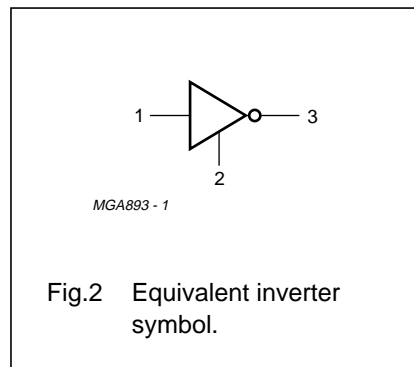 1
3
2
MGA893 - 1
Fig.2 Equivalent inverter
symbol.